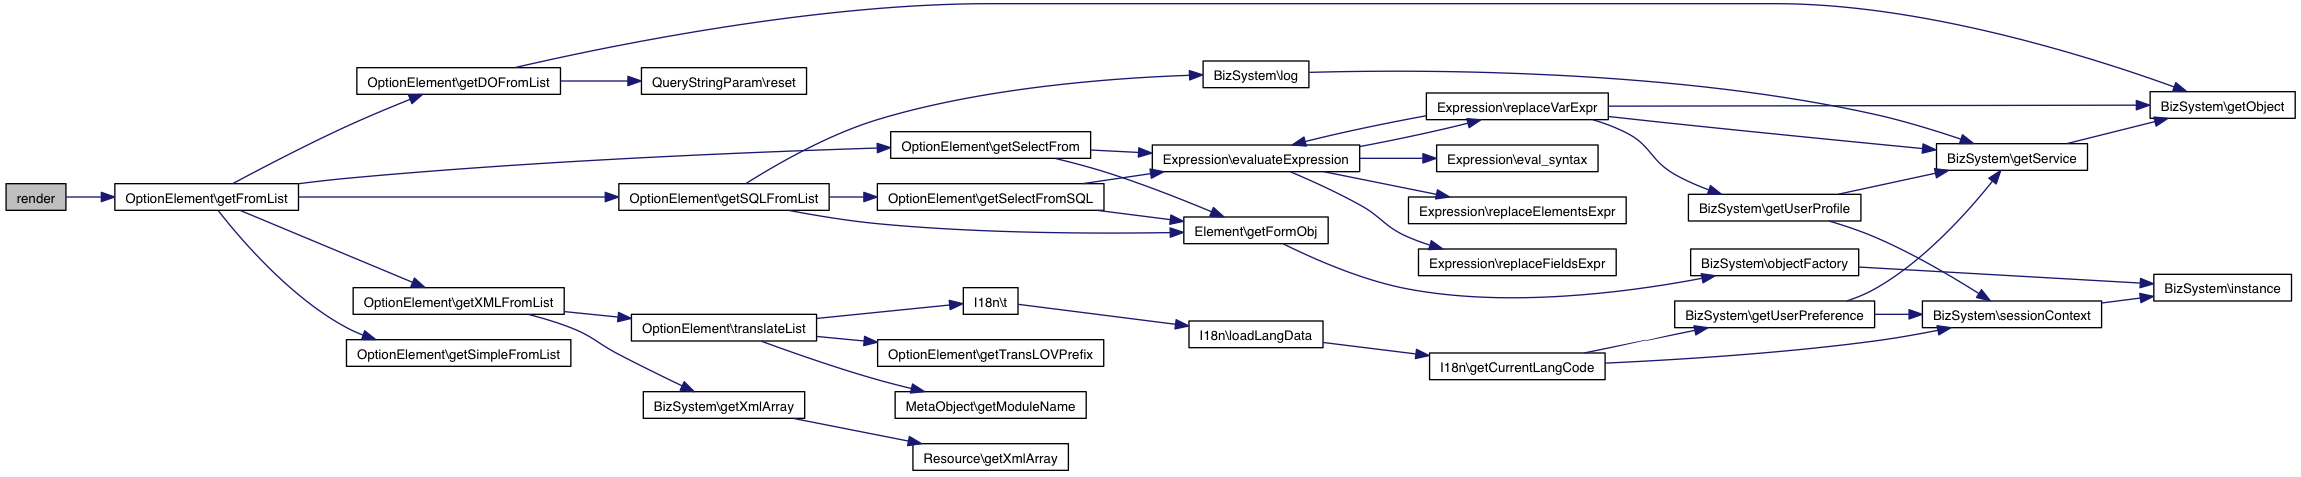 render
OptionElement\getFromList
OptionElement\getDOFromList
QueryStringParam\reset
OptionElement\getSelectFrom
OptionElement\getSQLFromList
OptionElement\getSelectFromSQL
OptionElement\getXMLFromList
OptionElement\getSimpleFromList
OptionElement\translateList
BizSystem\getXmlArray
I18n\t
OptionElement\getTransLOVPrefix
MetaObject\getModuleName
Resource\getXmlArray
BizSystem\log
Expression\evaluateExpression
Element\getFormObj
I18n\loadLangData
Expression\replaceVarExpr
Expression\eval_syntax
Expression\replaceElementsExpr
Expression\replaceFieldsExpr
I18n\getCurrentLangCode
BizSystem\getUserProfile
BizSystem\objectFactory
BizSystem\getUserPreference
BizSystem\getService
BizSystem\sessionContext
BizSystem\getObject
BizSystem\instance